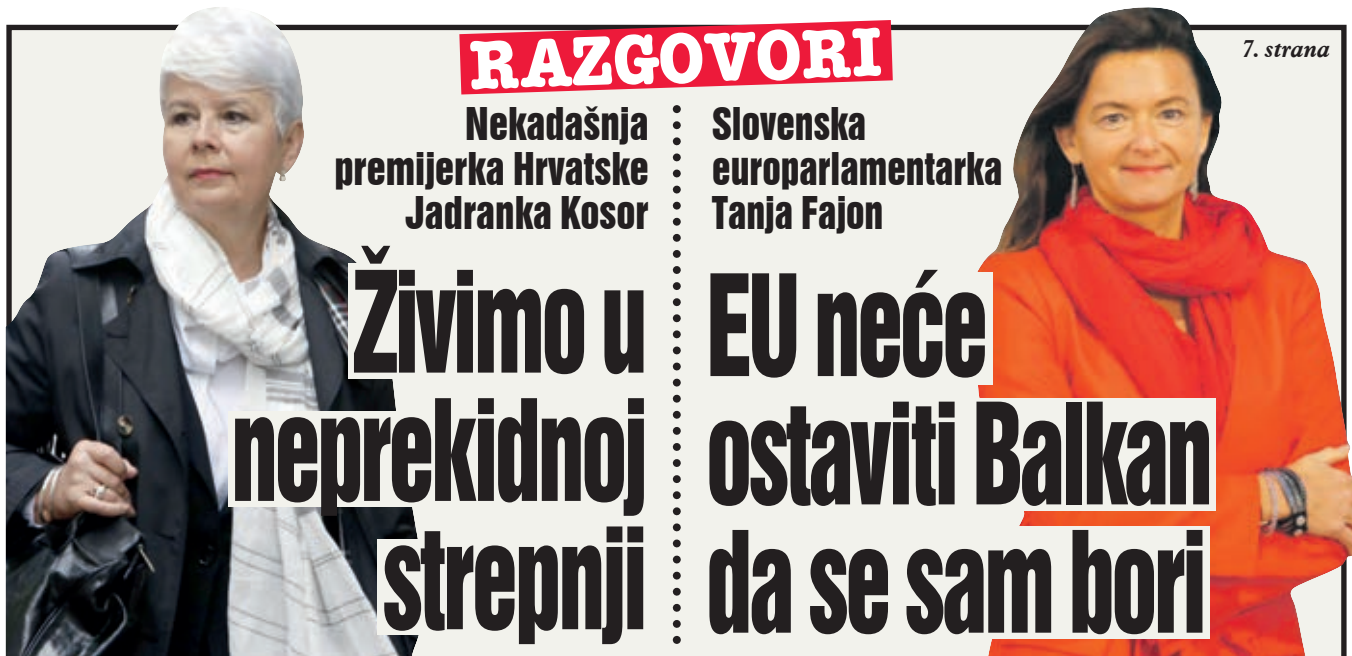 RAZGOVORI
7. strana
Nekadašnja
premijerka Hrvatske
Jadranka Kosor
Živimo u
neprekidnoj
strepnji
Slovenska
europarlamentarka
Tanja Fajon
EU neće
ostaviti Balkan
da se sam bori